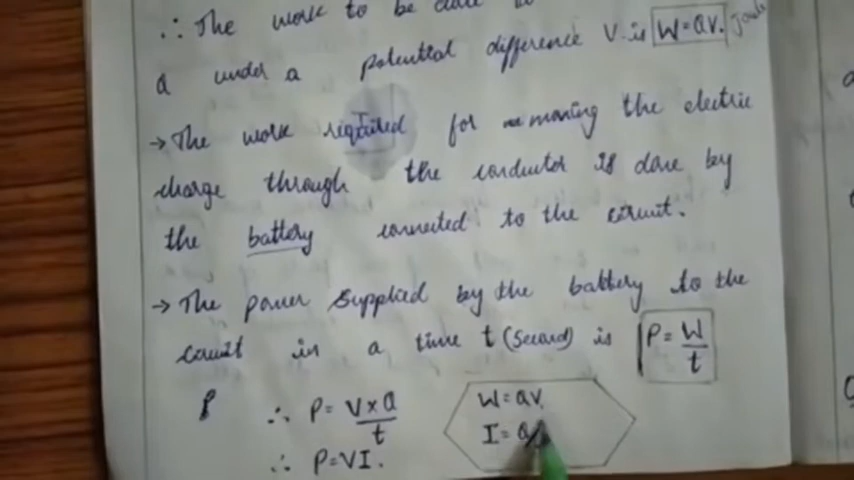 ∴ The work to be
Q under a potential difference V is W=QV. Joule
→ The work required for moving the electric
charge through the conductor is done by
the battery connected to the circuit.
→ The power supplied by the battery to the
circuit in a time t (second) is P = W/t
P ∴ P = V×Q/t W=QV
I = Q/
∴ P=VI.